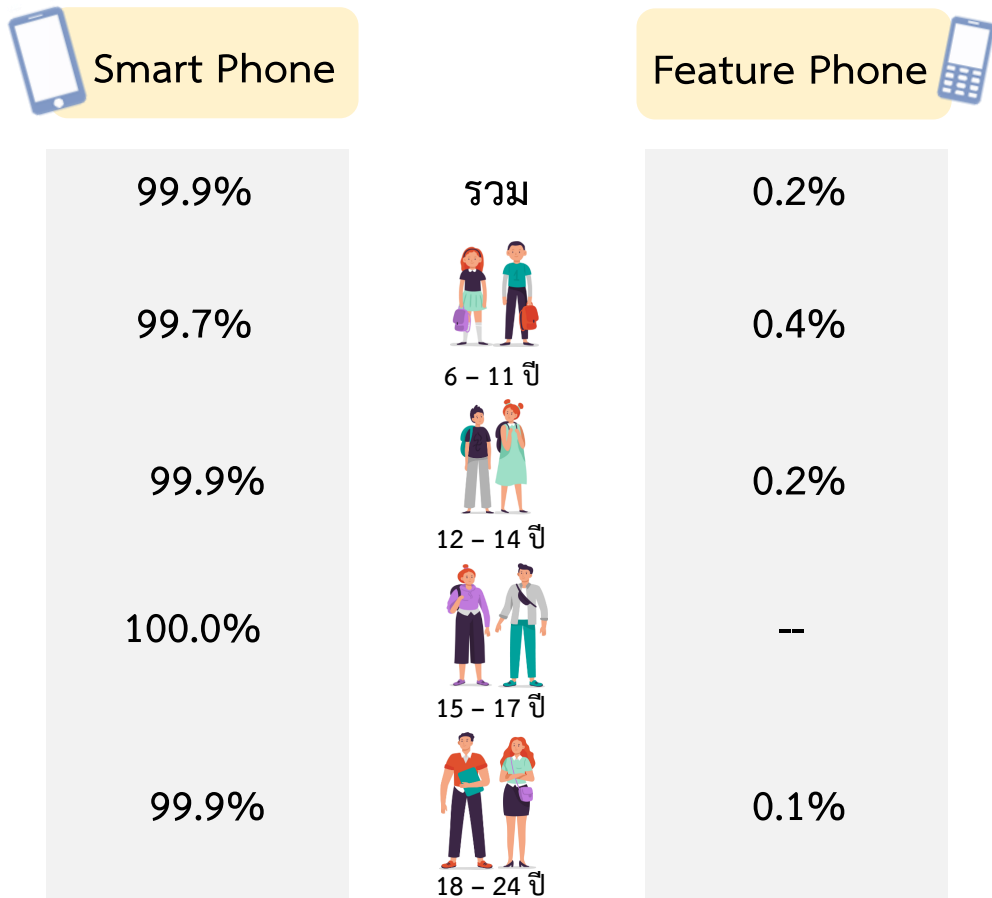 Smart Phone Feature Phone
99.9% รวม 0.2%
99.7% 0.4%
6 – 11 ปี
99.9% 0.2%
12 – 14 ปี
100.0% --
15 – 17 ปี
99.9% 0.1%
18 – 24 ปี